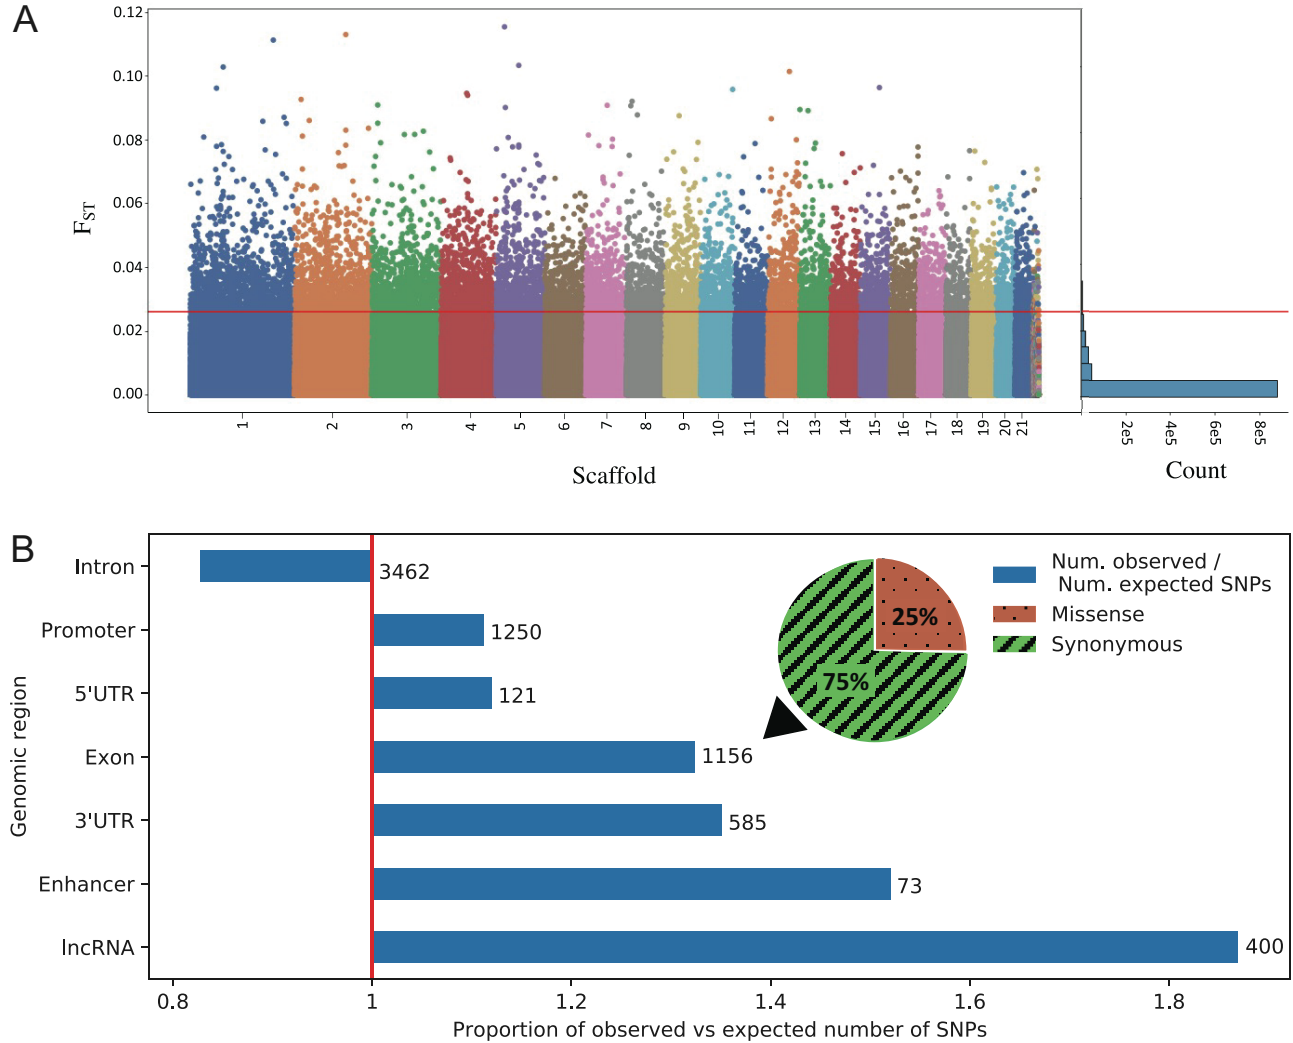 A
0.12
0.10
0.08
0.06
0.04
0.02
0.00
F_ST
1 2 3 4 5 6 7 8 9 10 11 12 13 14 15 16 17 18 19 20 21
2e5 4e5 6e5 8e5
Scaffold
Count
B
Intron
Promoter
5'UTR
Exon
3'UTR
Enhancer
lncRNA
Genomic region
3462
1250
121
1156
585
73
400
25%
75%
Num. observed /
Num. expected SNPs
Missense
Synonymous
0.8 1 1.2 1.4 1.6 1.8
Proportion of observed vs expected number of SNPs